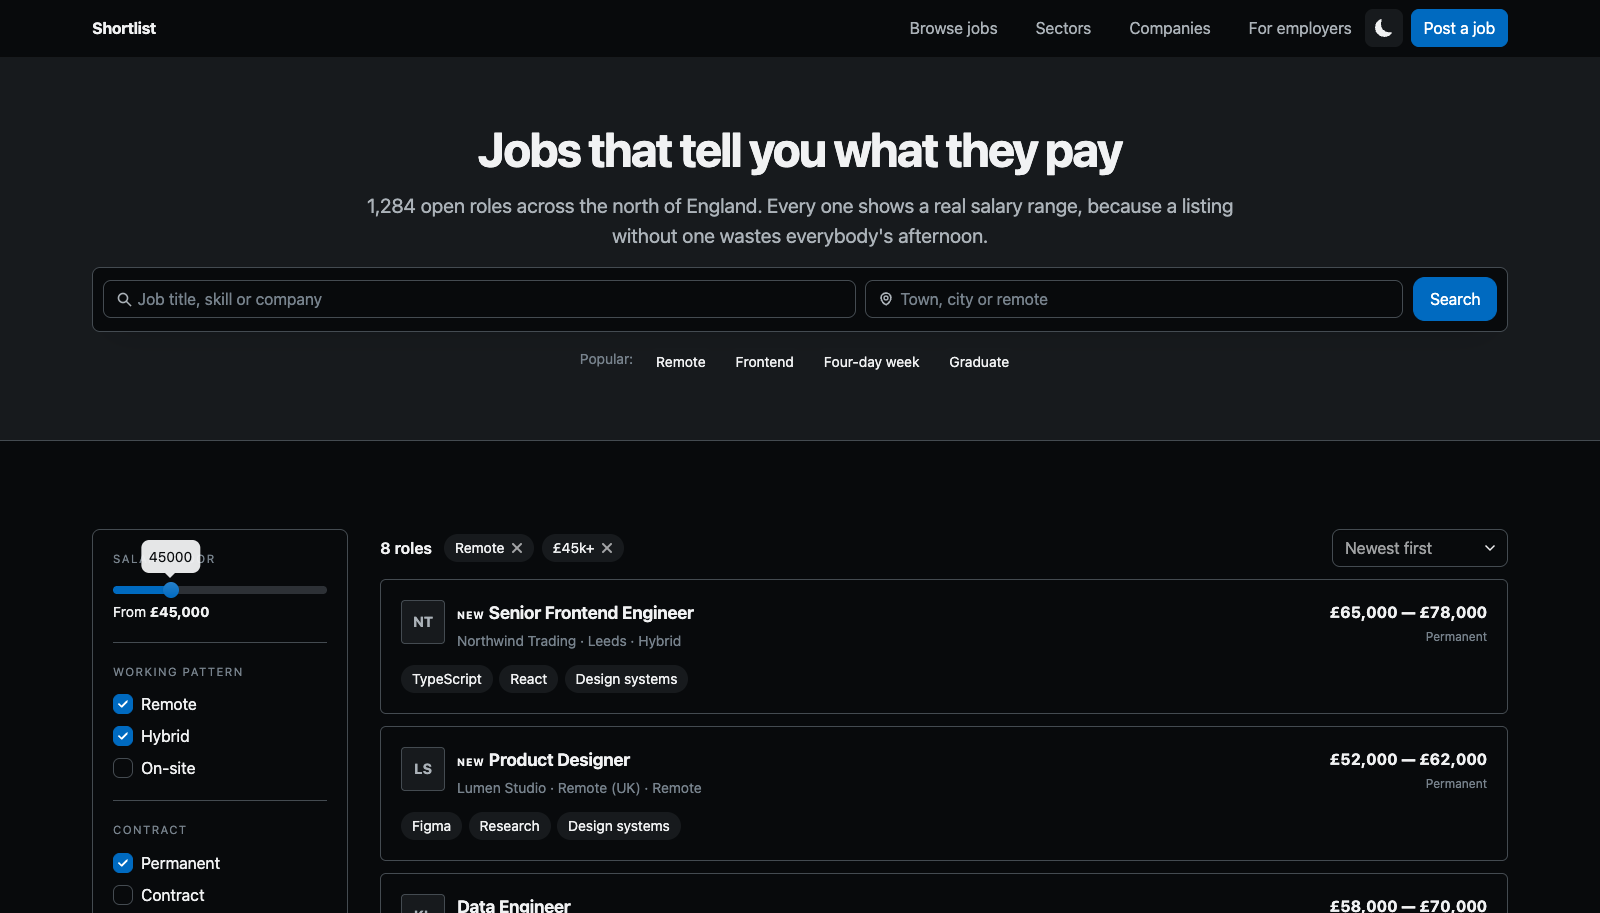 Shortlist
Browse jobs
Sectors
Companies
For employers
Post a job
Jobs that tell you what they pay
1,284 open roles across the north of England. Every one shows a real salary range, because a listing
without one wastes everybody's afternoon.
Job title, skill or company
Town, city or remote
Search
Popular:
Remote
Frontend
Four-day week
Graduate
45000
From £45,000
WORKING PATTERN
Remote
Hybrid
On-site
CONTRACT
Permanent
Contract
8 roles
Remote
£45k+
Newest first
NT
NEW Senior Frontend Engineer
£65,000 — £78,000
Northwind Trading · Leeds · Hybrid
Permanent
TypeScript
React
Design systems
LS
NEW Product Designer
£52,000 — £62,000
Lumen Studio · Remote (UK) · Remote
Permanent
Figma
Research
Design systems
Data Engineer
£58,000 — £70,000